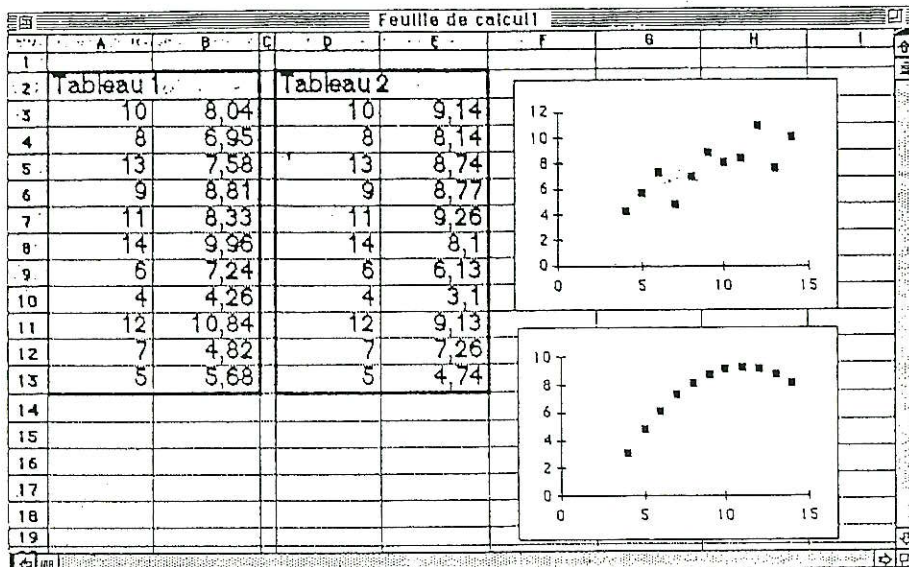 Feuille de calcul1
A B C D E F G H I
1
2 Tableau 1 Tableau 2
3 10 8,04 10 9,14
4 8 6,95 8 8,14
5 13 7,58 13 8,74
6 9 8,81 9 8,77
7 11 8,33 11 9,26
8 14 9,96 14 8,1
9 6 7,24 6 6,13
10 4 4,26 4 3,1
11 12 10,84 12 9,13
12 7 4,82 7 7,26
13 5 5,68 5 4,74
14
15
16
17
18
19
12
10
8
6
4
2
0
0 5 10 15
10
8
6
4
2
0
0 5 10 15